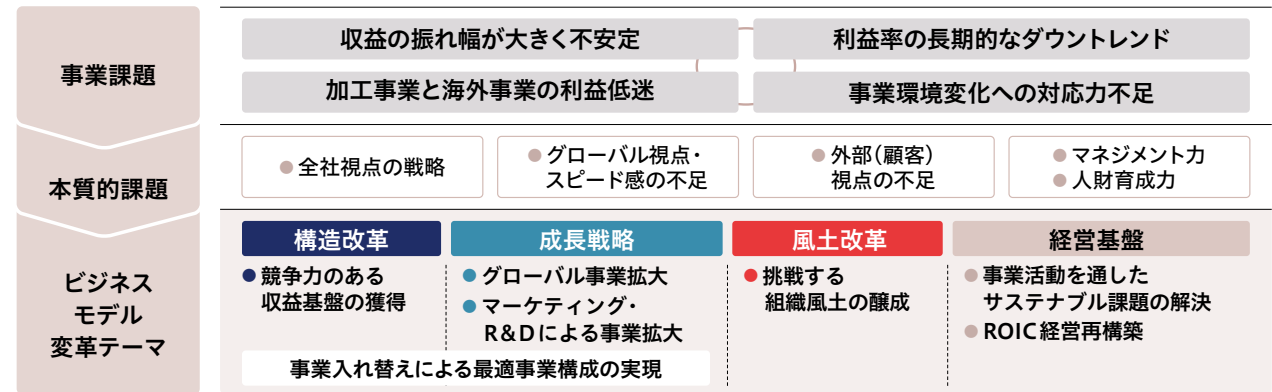 事業課題
収益の振れ幅が大きく不安定
利益率の長期的なダウントレンド
加工事業と海外事業の利益低迷
事業環境変化への対応力不足
本質的課題
●全社視点の戦略
●グローバル視点・
スピード感の不足
●外部(顧客)
視点の不足
●マネジメント力
●人財育成力
ビジネス
モデル
変革テーマ
構造改革
●競争力のある
収益基盤の獲得
成長戦略
●グローバル事業拡大
●マーケティング・
R&Dによる事業拡大
事業入れ替えによる最適事業構成の実現
風土改革
●挑戦する
組織風土の醸成
経営基盤
●事業活動を通した
サステナブル課題の解決
●ROIC経営再構築